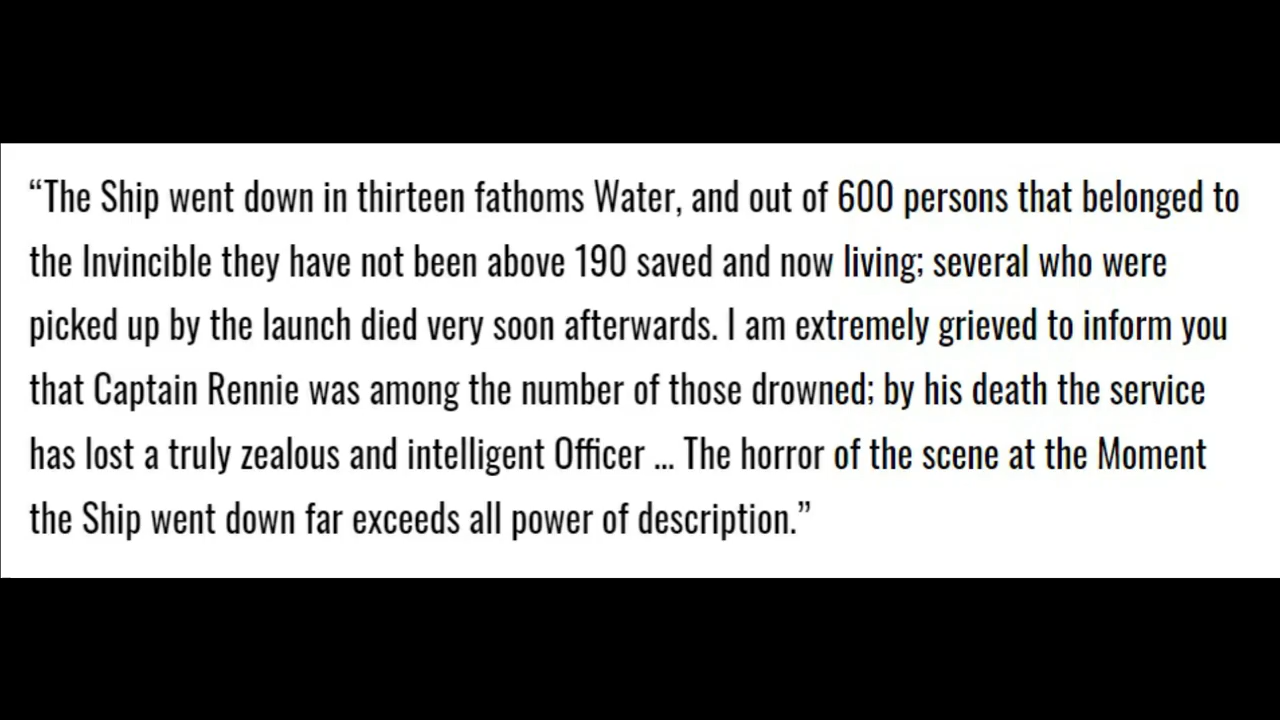 “The Ship went down in thirteen fathoms Water, and out of 600 persons that belonged to
the Invincible they have not been above 190 saved and now living; several who were
picked up by the launch died very soon afterwards. I am extremely grieved to inform you
that Captain Rennie was among the number of those drowned; by his death the service
has lost a truly zealous and intelligent Officer ... The horror of the scene at the Moment
the Ship went down far exceeds all power of description.”